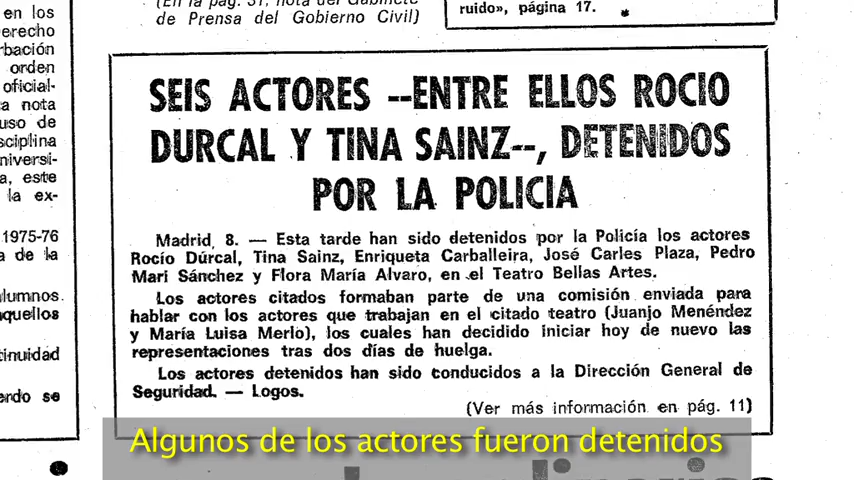 (En la pág. 31, nota del Gabinete
de Prensa del Gobierno Civil)
ruido», página 17.
en los
erecho
rbación
orden
oficial-
a nota
uso de
sciplina
niversi-
a, este
la ex-
1975-76
a de la
lumnos.
aquellos
tinuidad
erdo se
SEIS ACTORES --ENTRE ELLOS ROCIO
DURCAL Y TINA SAINZ--, DETENIDOS
POR LA POLICIA
Madrid, 8. — Esta tarde han sido detenidos por la Policía los actores
Rocío Dúrcal, Tina Sainz, Enriqueta Carballeira, José Carles Plaza, Pedro
Mari Sánchez y Flora María Alvaro, en el Teatro Bellas Artes.
Los actores citados formaban parte de una comisión enviada para
hablar con los actores que trabajan en el citado teatro (Juanjo Menéndez
y María Luisa Merlo), los cuales han decidido iniciar hoy de nuevo las
representaciones tras dos días de huelga.
Los actores detenidos han sido conducidos a la Dirección General de
Seguridad. — Logos.
(Ver más información en pág. 11)
Algunos de los actores fueron detenidos